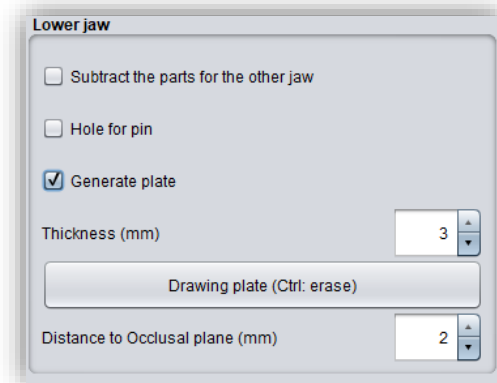 Lower jaw
Subtract the parts for the other jaw
Hole for pin
Generate plate
Thickness (mm) 3
Drawing plate (Ctrl: erase)
Distance to Occlusal plane (mm) 2